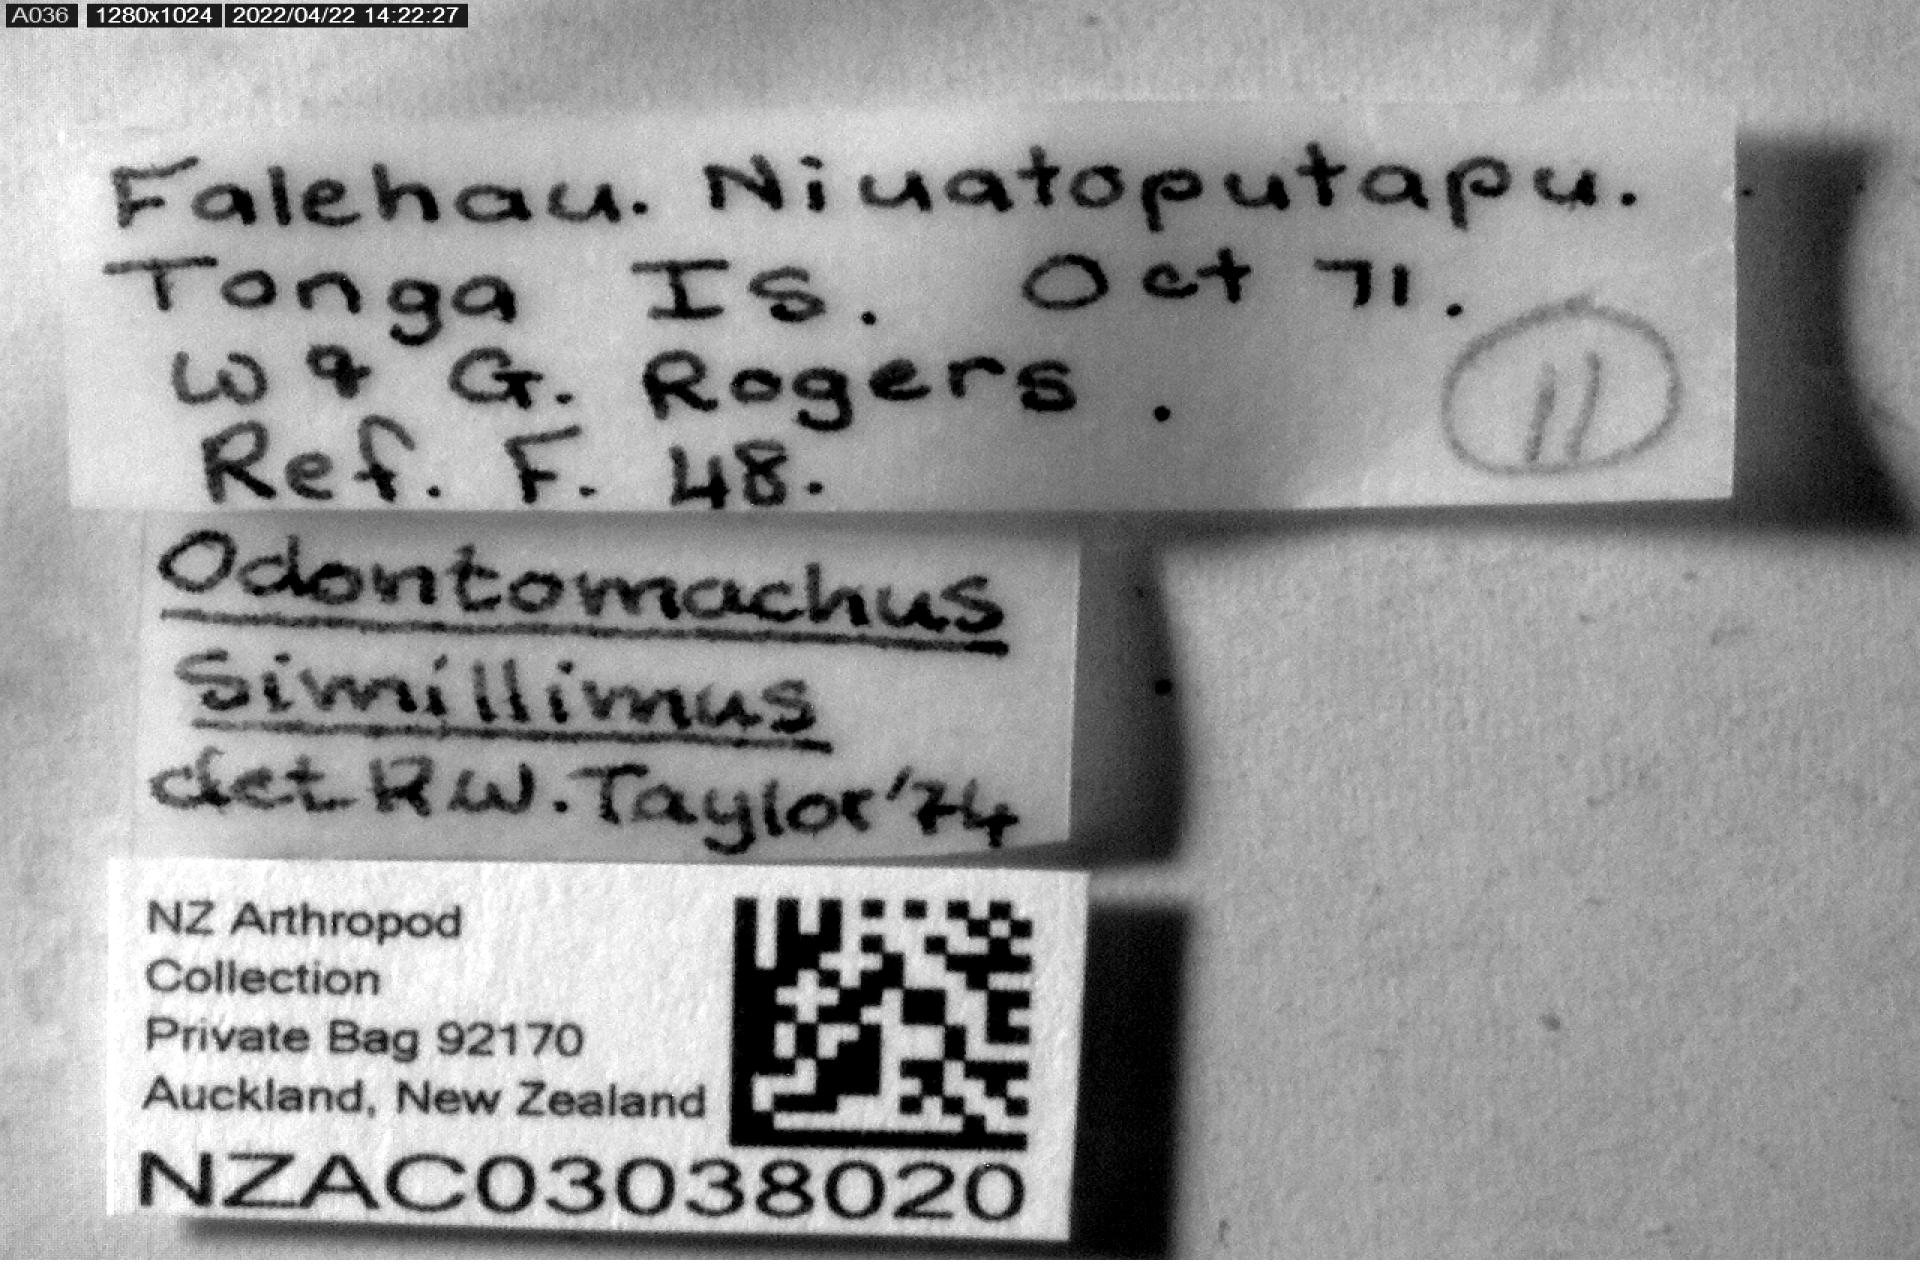 A036 1280x1024 2022/04/22 14:22:27
Falehau. Niuatoputapu.
Tonga Is. Oct 71.
W & G. Rogers.
11
Ref. F. 48.
Odontomachus
Simillimus
det R W. Taylor '74
NZ Arthropod
Collection
Private Bag 92170
Auckland, New Zealand
NZAC03038020